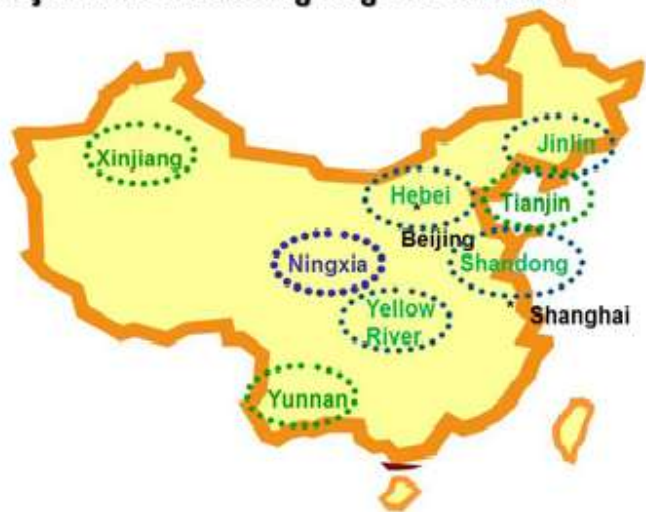 Jinlin
Xinjiang
Hebei
Tianjin
Beijing
Ningxia
Shandong
Yellow
River
Shanghai
Yunnan